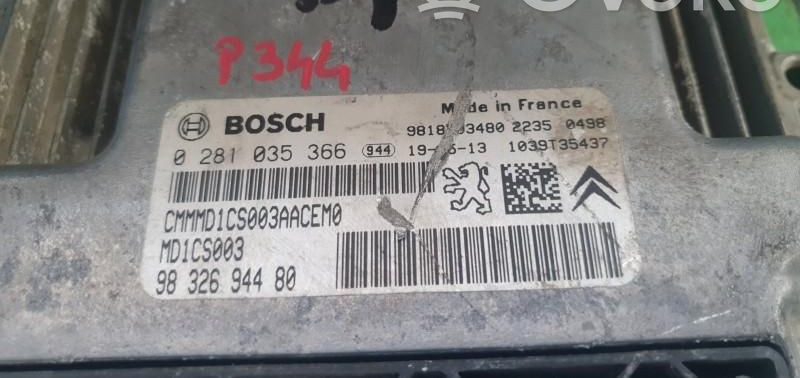 P344
Made in France
BOSCH
2235 0498
0 281 035 366 944 1039T35437
CMMMD1CS003AACEM0
MD1CS003
98 326 944 80